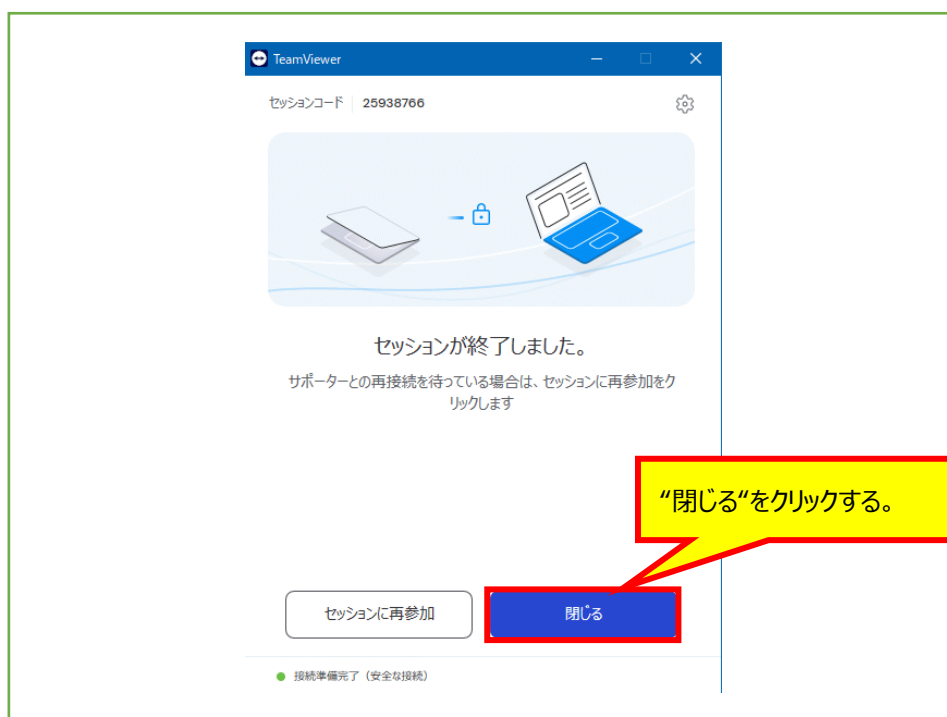 TeamViewer
セッションコード 25938766
セッションが終了しました。
サポーターとの再接続を待っている場合は、セッションに再参加をク
リックします
“閉じる“をクリックする。
セッションに再参加 閉じる
接続準備完了（安全な接続）